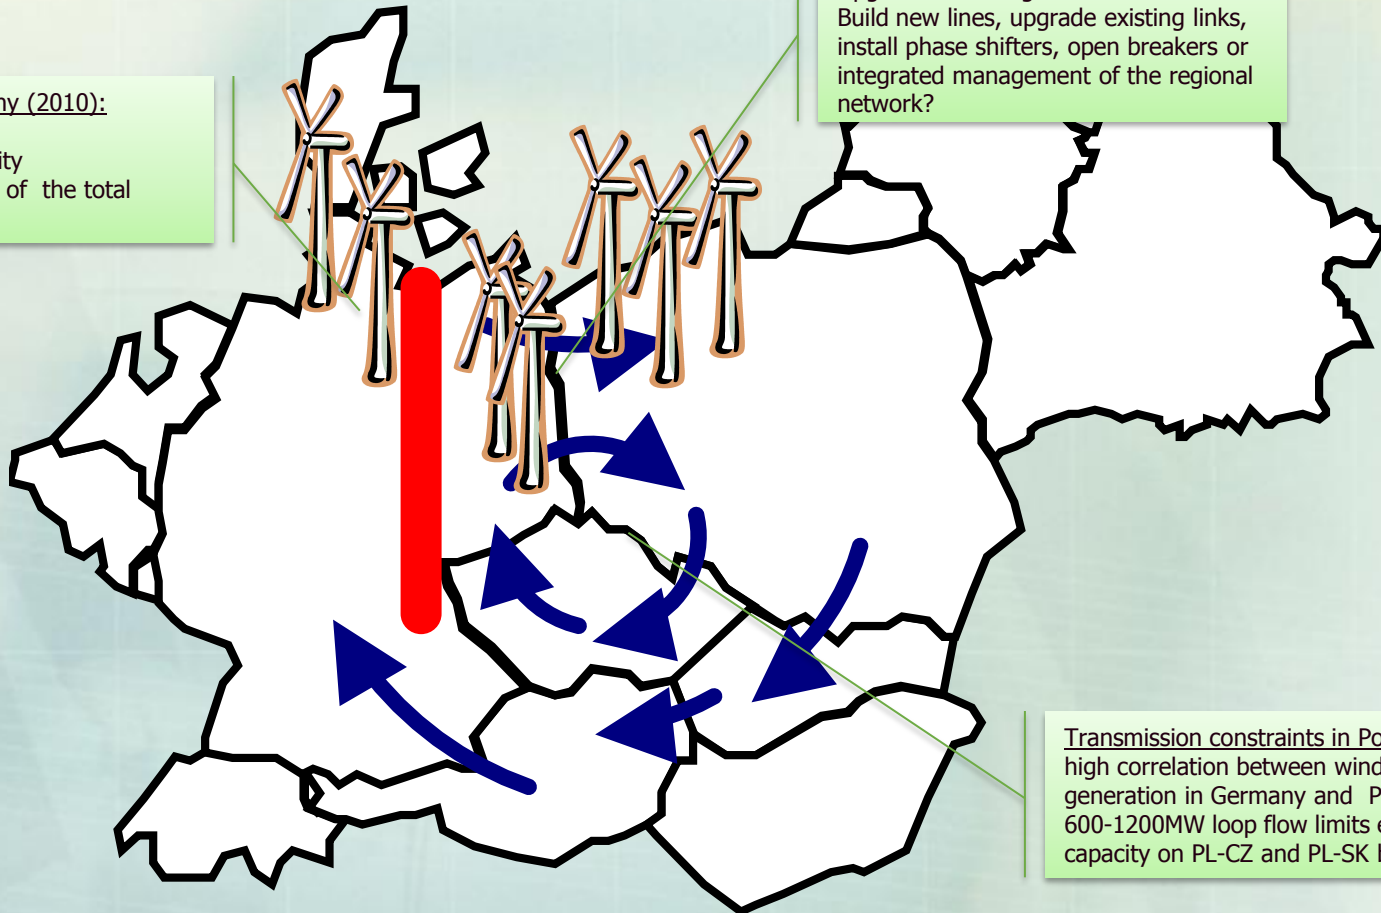 ny (2010):
ity
of the total
Build new lines, upgrade existing links,
install phase shifters, open breakers or
integrated management of the regional
network?
Transmission constraints in Po
high correlation between wind
generation in Germany and P
600-1200MW loop flow limits e
capacity on PL-CZ and PL-SK b